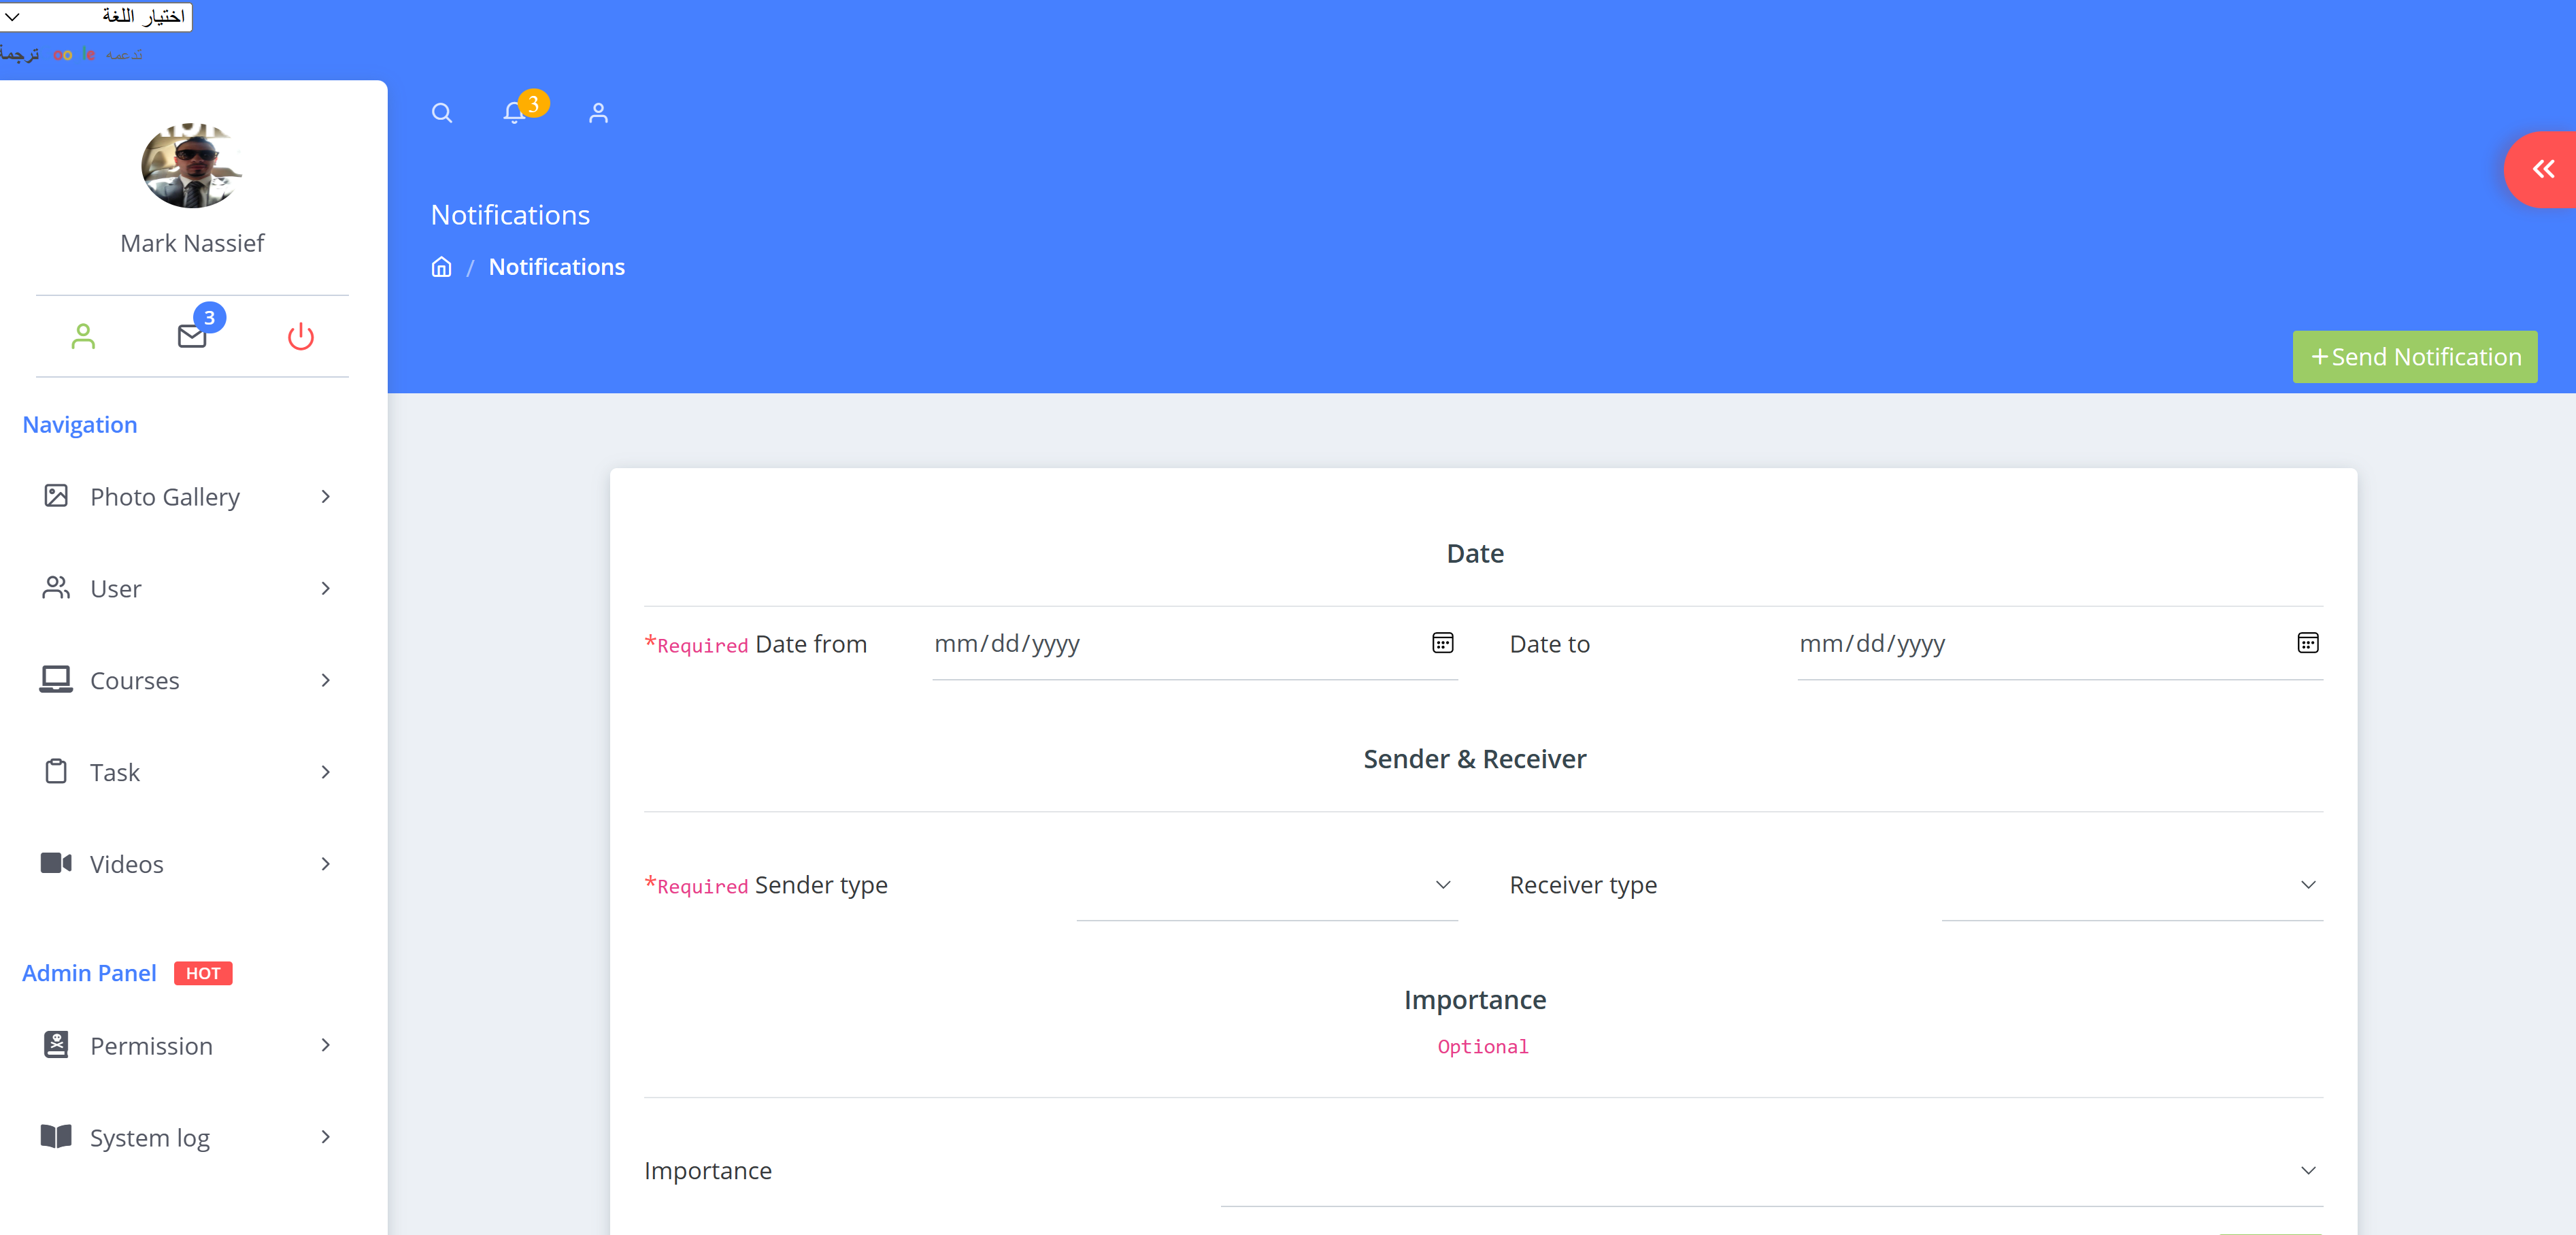 اختيار اللغة
تدعمه
ترجمة
3
Mark Nassief
3
Notifications
/ Notifications
+Send Notification
Navigation
Photo Gallery
User
Courses
Task
Videos
Admin Panel HOT
Permission
System log
Date
*Required Date from mm/dd/yyyy Date to mm/dd/yyyy
Sender & Receiver
*Required Sender type Receiver type
Importance
Optional
Importance